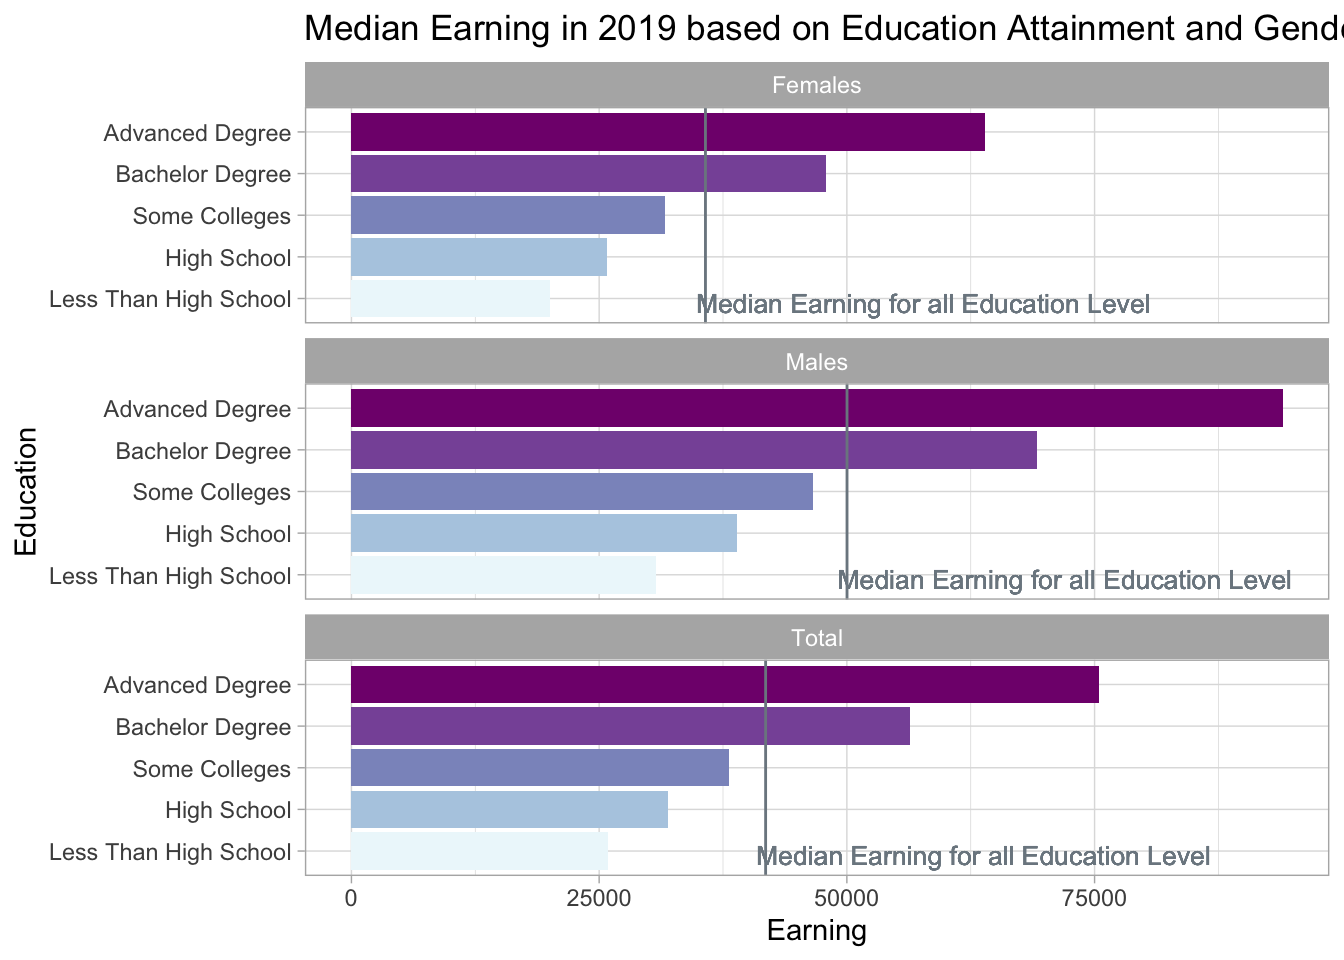 Median Earning in 2019 based on Education Attainment and Gende
Females
Advanced Degree
Bachelor Degree
Some Colleges
High School
Less Than High School
Median Earning for all Education Level
Males
Advanced Degree
Bachelor Degree
Some Colleges
High School
Less Than High School
Median Earning for all Education Level
Total
Advanced Degree
Bachelor Degree
Some Colleges
High School
Less Than High School
Median Earning for all Education Level
0 25000 50000 75000
Earning
Education